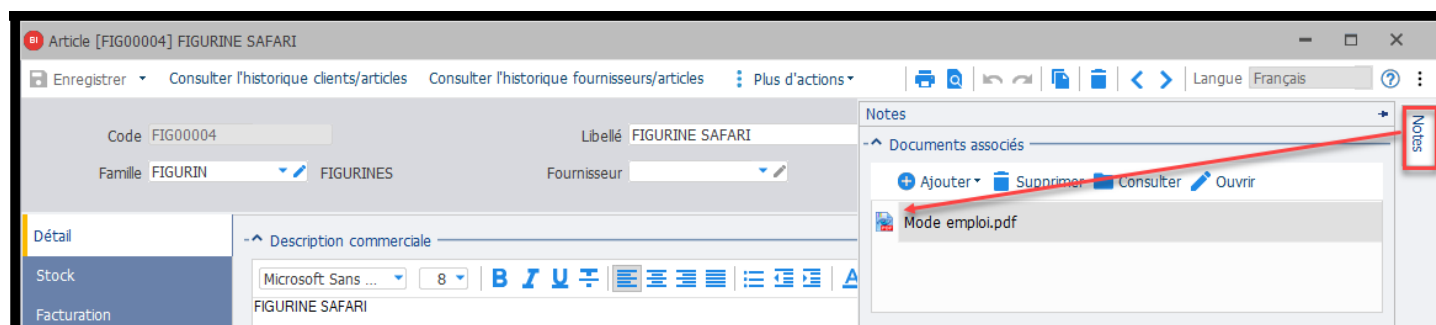 BI Article [FIG00004] FIGURINE SAFARI
Enregistrer Consulter l'historique clients/articles Consulter l'historique fournisseurs/articles Plus d'actions Langue Français
Notes
Notes
Code FIG00004 Libellé FIGURINE SAFARI
Documents associés
Famille FIGURIN FIGURINES Fournisseur
Ajouter Supprimer Consulter Ouvrir
Mode emploi.pdf
Détail
Description commerciale
Stock
Microsoft Sans ... 8 B I U T A
FIGURINE SAFARI
Facturation